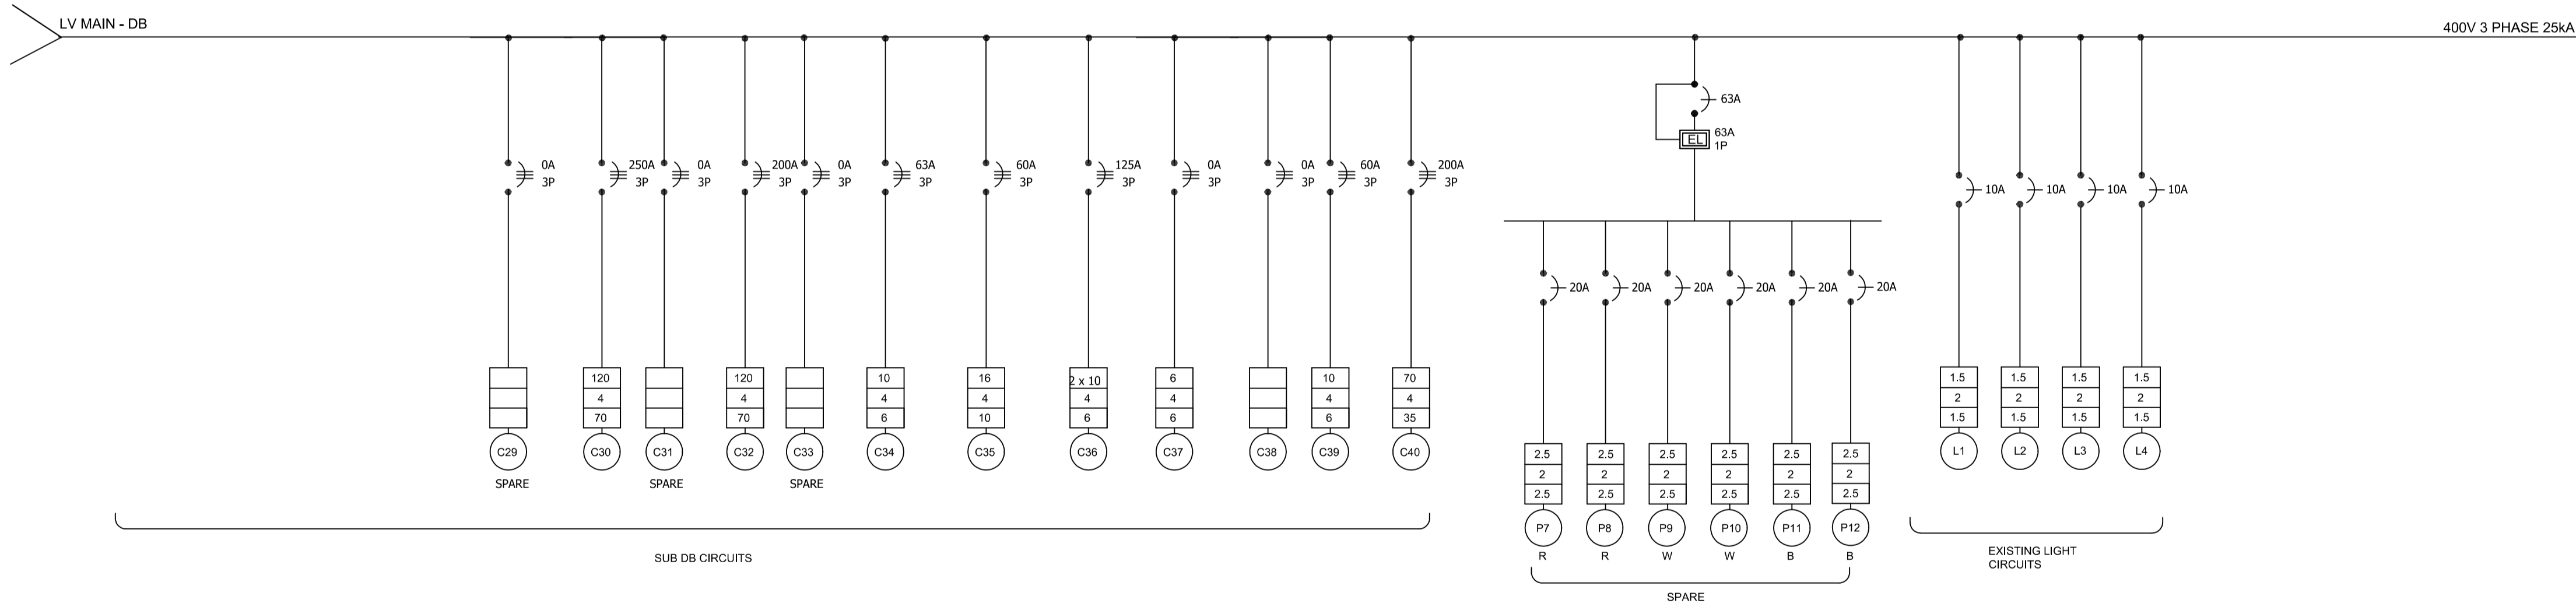 LV MAIN - DB
400V 3 PHASE 25kA
63A
EL
63A
1P
0A
3P
250A
3P
0A
3P
200A
3P
0A
3P
63A
3P
60A
3P
125A
3P
0A
3P
0A
3P
60A
3P
200A
3P
10A
10A
10A
10A
20A
20A
20A
20A
20A
20A
120
4
70
120
4
70
10
4
6
16
4
10
2 x 10
4
6
6
4
6
10
4
6
70
4
35
1.5
2
1.5
1.5
2
1.5
1.5
2
1.5
1.5
2
1.5
C29
C30
C31
C32
C33
C34
C35
C36
C37
C38
C39
C40
L1
L2
L3
L4
SPARE
SPARE
SPARE
2.5
2
2.5
2.5
2
2.5
2.5
2
2.5
2.5
2
2.5
2.5
2
2.5
2.5
2
2.5
P7
P8
P9
P10
P11
P12
R
R
W
W
B
B
SUB DB CIRCUITS
EXISTING LIGHT
CIRCUITS
SPARE